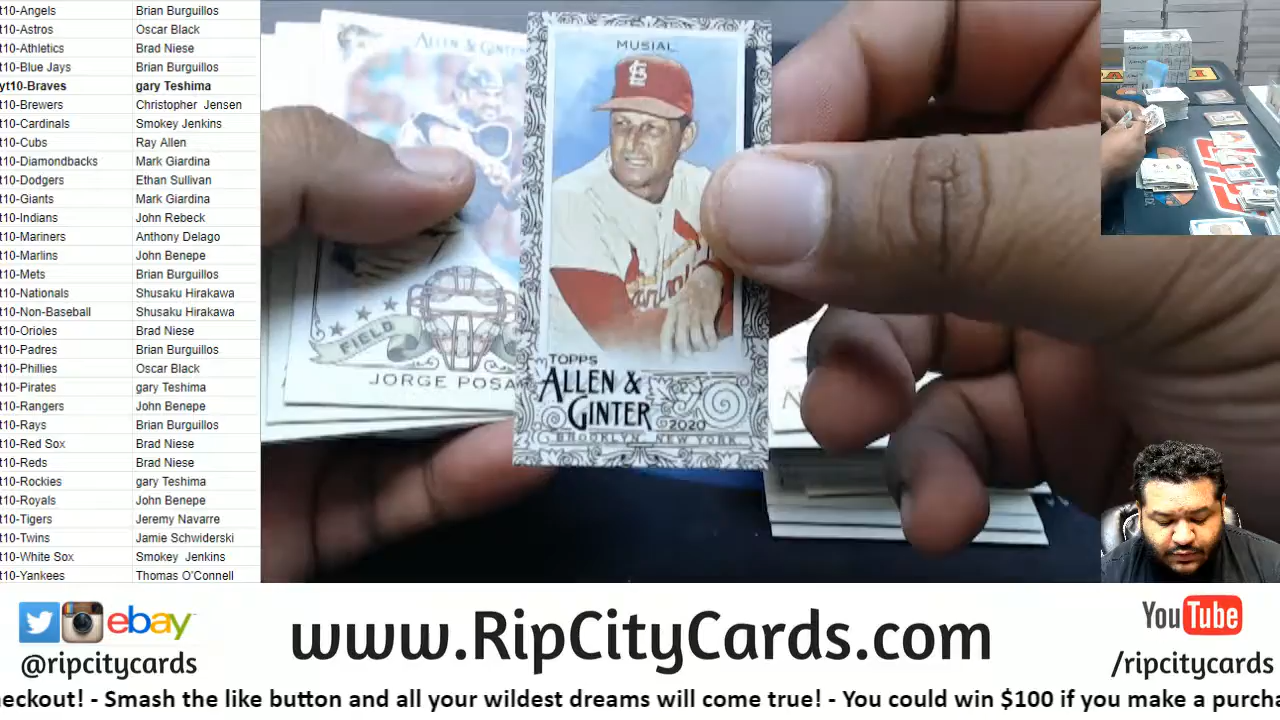 t10-Angels Brian Burguillos
t10-Astros Oscar Black
t10-Athletics Brad Niese
t10-Blue Jays Brian Burguillos
yt10-Braves gary Teshima
t10-Brewers Christopher Jensen
t10-Cardinals Smokey Jenkins
t10-Cubs Ray Allen
t10-Diamondbacks Mark Giardina
t10-Dodgers Ethan Sullivan
t10-Giants Mark Giardina
t10-Indians John Rebeck
t10-Mariners Anthony Delago
t10-Marlins John Benepe
t10-Mets Brian Burguillos
t10-Nationals Shusaku Hirakawa
t10-Non-Baseball Shusaku Hirakawa
t10-Orioles Brad Niese
t10-Padres Brian Burguillos
t10-Phillies Oscar Black
t10-Pirates gary Teshima
t10-Rangers John Benepe
t10-Rays Brian Burguillos
t10-Red Sox Brad Niese
t10-Reds Brad Niese
t10-Rockies gary Teshima
t10-Royals John Benepe
t10-Tigers Jeremy Navarre
t10-Twins Jamie Schwiderski
t10-White Sox Smokey Jenkins
t10-Yankees Thomas O'Connell
ALLEN & GINTER
FIELD
JORGE POSA
MUSIAL
TOPPS
ALLEN &
GINTER
©2020
BROOKLYN, NEW YORK
ebay
@ripcitycards
www.RipCityCards.com
YouTube
/ripcitycards
eckout! - Smash the like button and all your wildest dreams will come true! - You could win $100 if you make a purcha